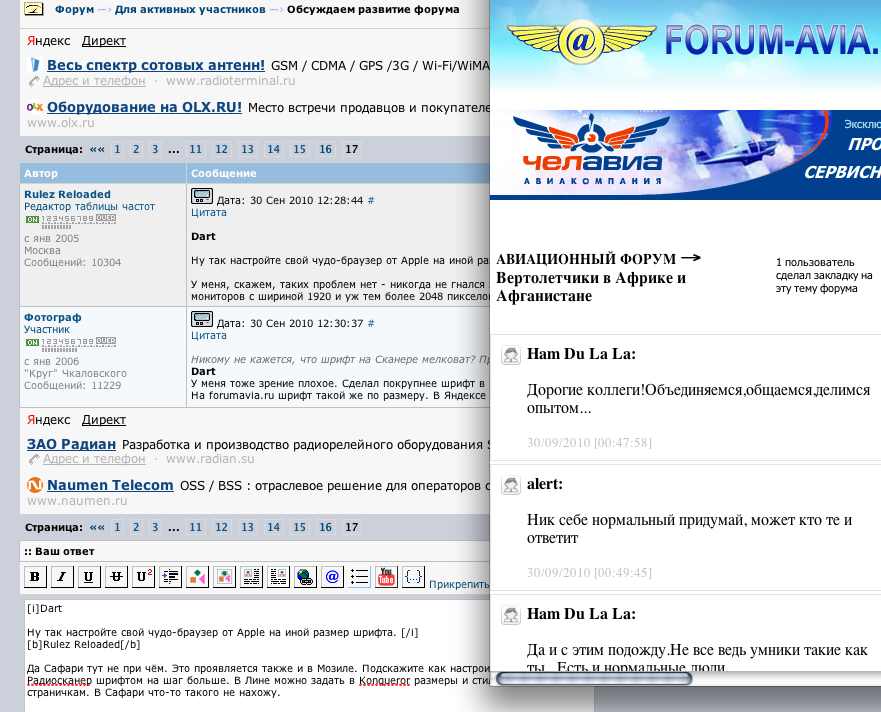 Форум ---› Для активных участников ---› Обсуждаем развитие форума
Яндекс Директ
Весь спектр сотовых антенн! GSM / CDMA / GPS /3G / Wi-Fi/WiMA
Адрес и телефон · www.radioterminal.ru
Оборудование на OLX.RU! Место встречи продавцов и покупателе
www.olx.ru
Страница: «« 1 2 3 ... 11 12 13 14 15 16 17
Автор Сообщение
Rulez Reloaded
Редактор таблицы частот
с янв 2005
Москва
Сообщений: 10304
Дата: 30 Сен 2010 12:28:44 #
Цитата
Dart
Ну так настройте свой чудо-браузер от Apple на иной ра
У меня, скажем, таких проблем нет - никогда не гнался
мониторов с шириной 1920 и уж тем более 2048 пикселов
Фотограф
Участник
с янв 2006
"Круг" Чкаловского
Сообщений: 11229
Дата: 30 Сен 2010 12:30:37 #
Цитата
Никому не кажется, что шрифт на Сканере мелковат? Пр
Dart
У меня тоже зрение плохое. Сделал покрупнее шрифт в
На forumavia.ru шрифт такой же по размеру. В Яндексе
Яндекс Директ
ЗАО Радиан Разработка и производство радиорелейного оборудования S
Адрес и телефон · www.radian.su
Naumen Telecom OSS / BSS : отраслевое решение для операторов с
www.naumen.ru
Страница: «« 1 2 3 ... 11 12 13 14 15 16 17
:: Ваш ответ
B I U U U² @ You Tube {..} Прикрепить
[i]Dart
Ну так настройте свой чудо-браузер от Apple на иной размер шрифта. [/i]
[b]Rulez Reloaded[/b]
Да Сафари тут не при чём. Это проявляется также и в Мозиле. Подскажите как настрои
Радиосканер шрифтом на шаг больше. В Лине можно задать в Konqueror размеры и стил
страничкам. В Сафари что-то такого не нахожу.
@ FORUM-AVIA.
челАвиа
АВИАКОМПАНИЯ
Эксклю
ПРО
СЕРВИСН
АВИАЦИОННЫЙ ФОРУМ →
Вертолетчики в Африке и
Афганистане
1 пользователь
сделал закладку на
эту тему форума
Ham Du La La:
Дорогие коллеги!Объединяемся,общаемся,делимся
опытом...
30/09/2010 [00:47:58]
alert:
Ник себе нормальный придумай, может кто те и
ответит
30/09/2010 [00:49:45]
Ham Du La La:
Да и с этим подожду.Не все ведь умники такие как
ты...Есть и нормальные люди